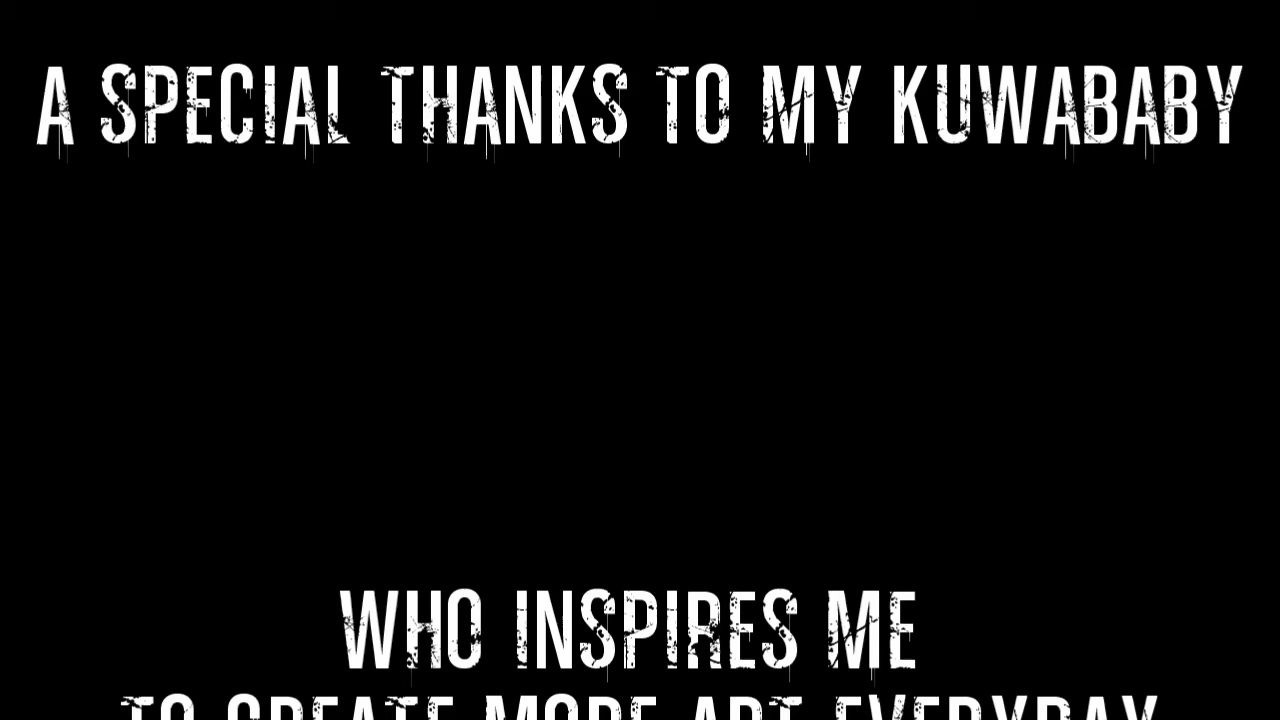 A SPECIAL THANKS TO MY KUWABABY
WHO INSPIRES ME
TO CREATE MORE ART EVERYDAY